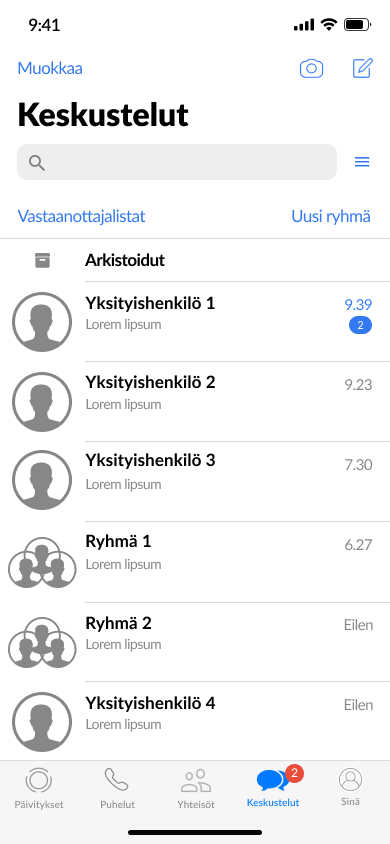 9:41
Muokkaa
Keskustelut
Vastaanottajalistat Uusi ryhmä
Arkistoidut
Yksityishenkilö 1 9.39
Lorem lipsum 2
Yksityishenkilö 2 9.23
Lorem lipsum
Yksityishenkilö 3 7.30
Lorem lipsum
Ryhmä 1 6.27
Lorem lipsum
Ryhmä 2 Eilen
Lorem lipsum
Yksityishenkilö 4 Eilen
Lorem lipsum
2
Päivitykset Puhelut Yhteisöt Keskustelut Sinä